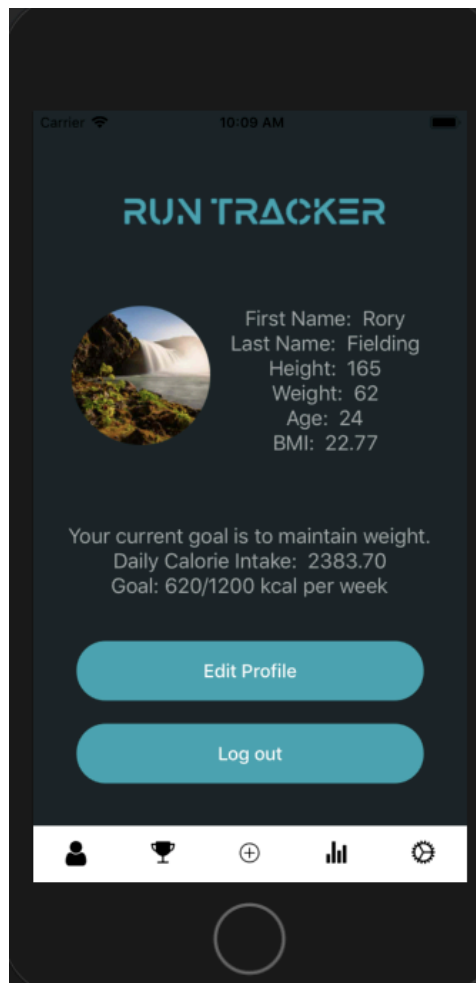 Carrier
10:09 AM
RUN TRACKER
First Name: Rory
Last Name: Fielding
Height: 165
Weight: 62
Age: 24
BMI: 22.77
Your current goal is to maintain weight.
Daily Calorie Intake: 2383.70
Goal: 620/1200 kcal per week
Edit Profile
Log out